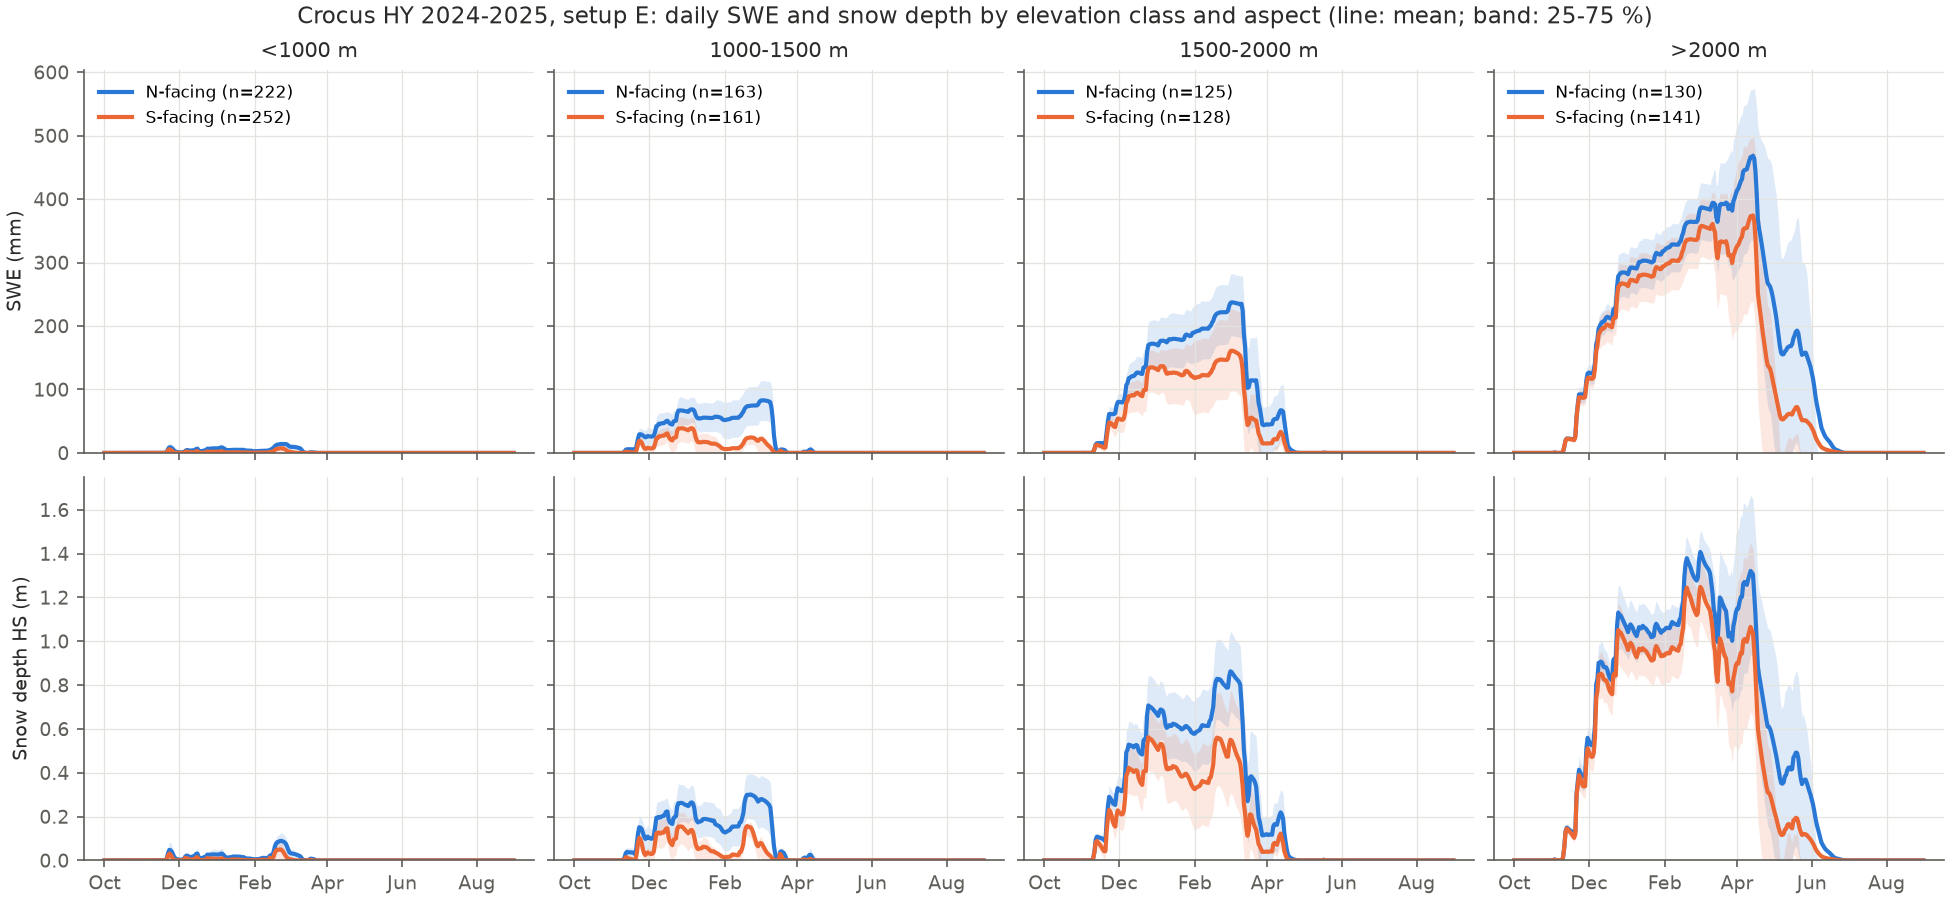 Crocus HY 2024-2025, setup E: daily SWE and snow depth by elevation class and aspect (line: mean; band: 25-75 %)
<1000 m
1000-1500 m
1500-2000 m
>2000 m
SWE (mm)
600
500
400
300
200
100
0
N-facing (n=222)
S-facing (n=252)
N-facing (n=163)
S-facing (n=161)
N-facing (n=125)
S-facing (n=128)
N-facing (n=130)
S-facing (n=141)
Snow depth HS (m)
1.6
1.4
1.2
1.0
0.8
0.6
0.4
0.2
0.0
Oct Dec Feb Apr Jun Aug
Oct Dec Feb Apr Jun Aug
Oct Dec Feb Apr Jun Aug
Oct Dec Feb Apr Jun Aug